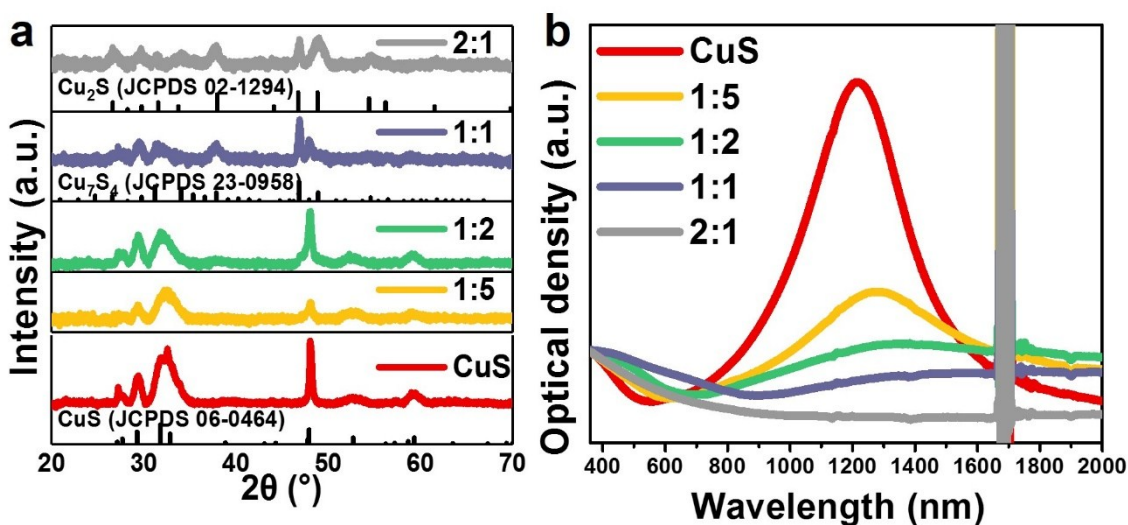 a
2:1
Cu₂S (JCPDS 02-1294)
1:1
Cu₇S₄ (JCPDS 23-0958)
1:2
1:5
CuS
CuS (JCPDS 06-0464)
20 30 40 50 60 70
2θ (°)
Intensity (a.u.)
b
CuS
1:5
1:2
1:1
2:1
400 600 800 1000 1200 1400 1600 1800 2000
Wavelength (nm)
Optical density (a.u.)